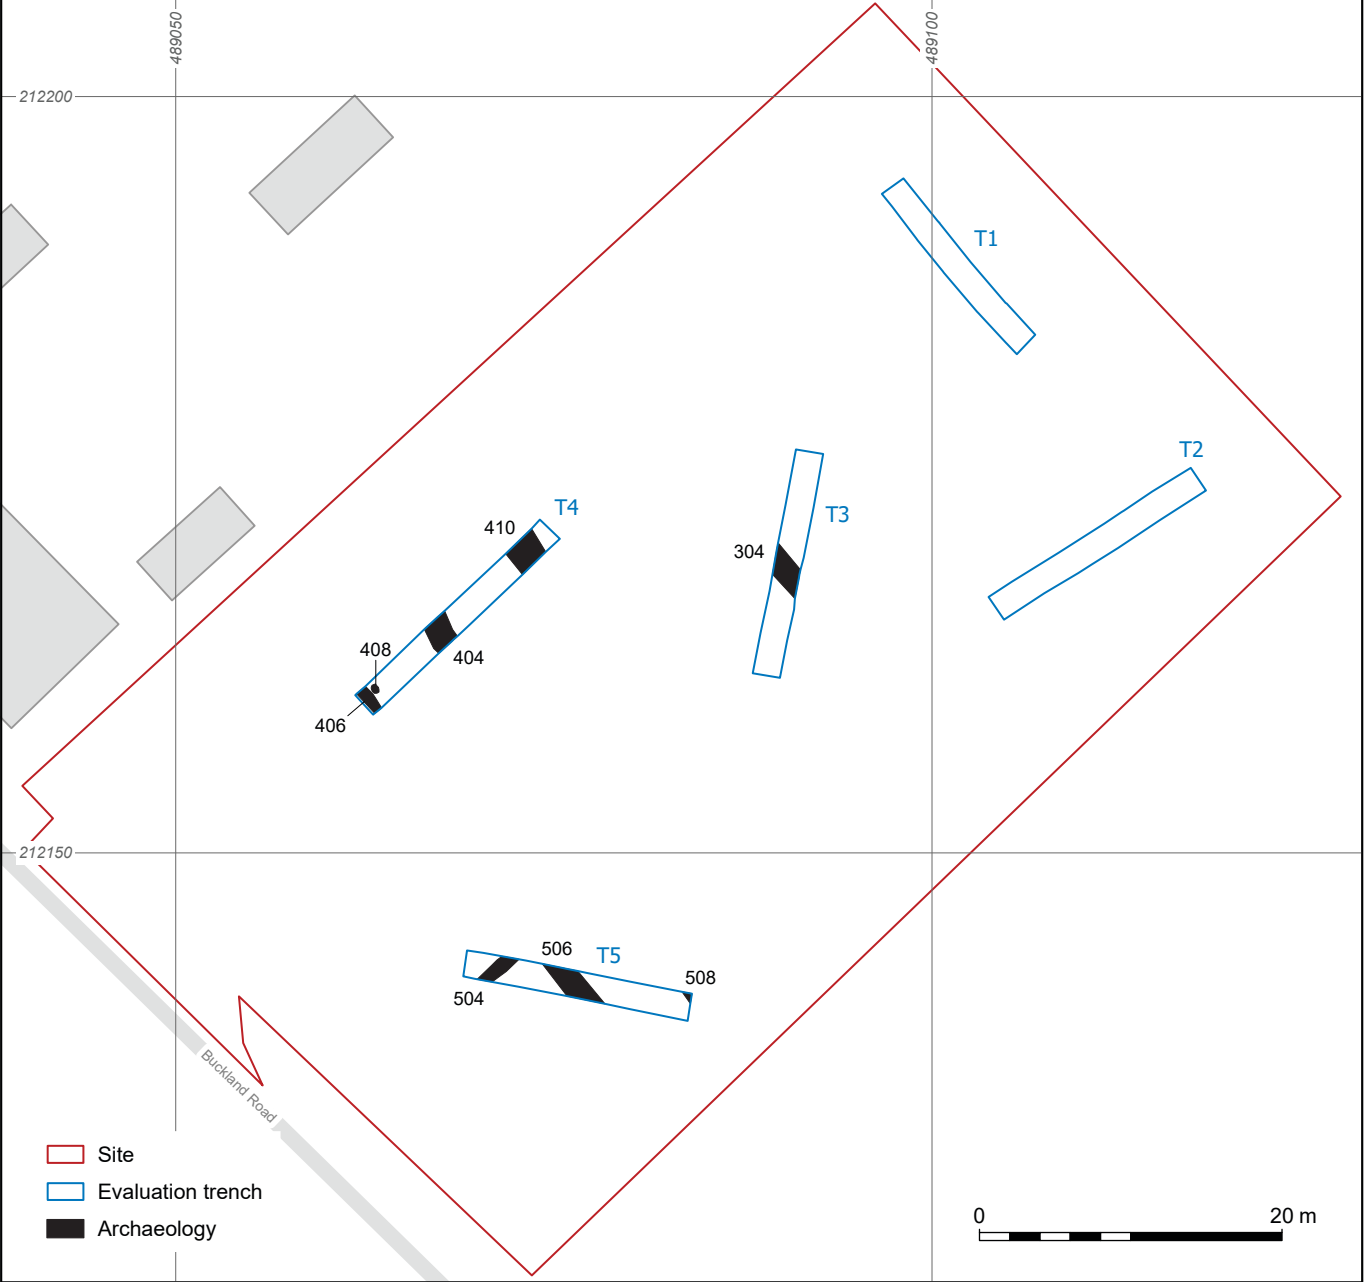 489050
489100
212200
T1
T2
T4
410
T3
304
408
404
406
212150
506
T5
508
504
Buckland Road
Site
Evaluation trench
Archaeology
0
20 m